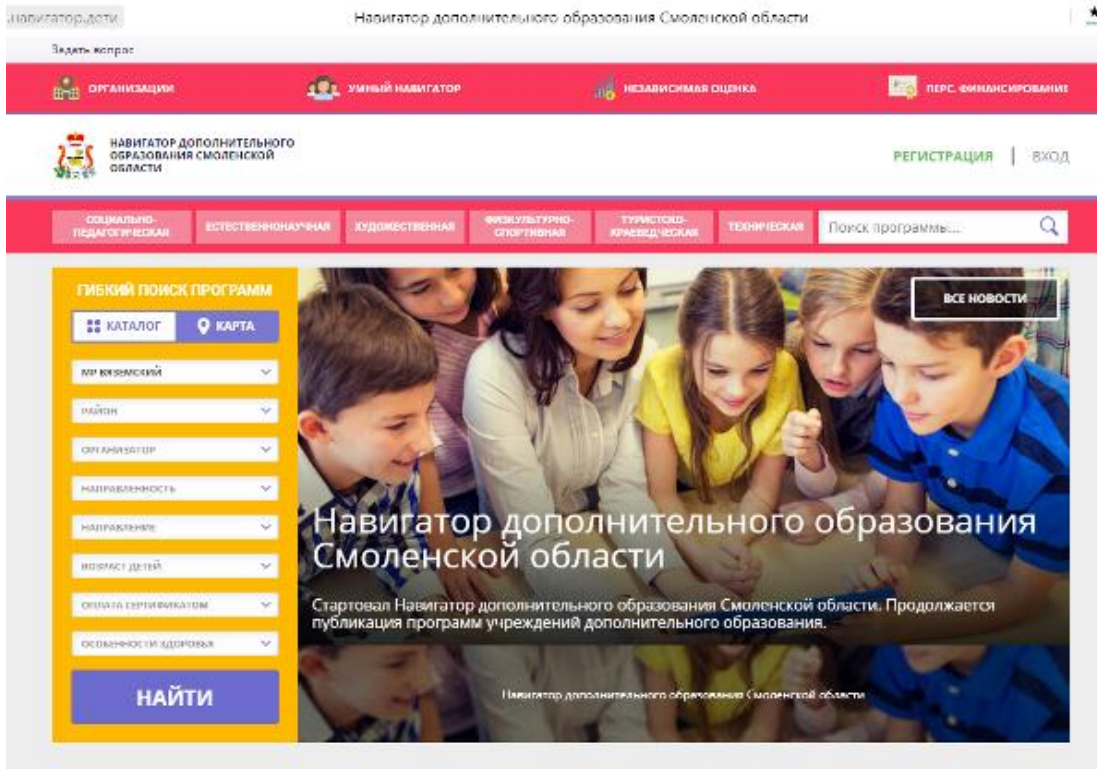 .навигатор.дети
Навигатор дополнительного образования Смоленской области
Задать вопрос
ОРГАНИЗАЦИИ
УМНЫЙ НАВИГАТОР
НЕЗАВИСИМАЯ ОЦЕНКА
ПЕРС. ФИНАНСИРОВАНИЕ
НАВИГАТОР ДОПОЛНИТЕЛЬНОГО
ОБРАЗОВАНИЯ СМОЛЕНСКОЙ
ОБЛАСТИ
РЕГИСТРАЦИЯ | ВХОД
СОЦИАЛЬНО-
ПЕДАГОГИЧЕСКАЯ
ЕСТЕСТВЕННОНАУЧНАЯ
ХУДОЖЕСТВЕННАЯ
ФИЗКУЛЬТУРНО-
СПОРТИВНАЯ
ТУРИСТСКО-
КРАЕВЕДЧЕСКАЯ
ТЕХНИЧЕСКАЯ
Поиск программы...
ГИБКИЙ ПОИСК ПРОГРАММ
КАТАЛОГ
КАРТА
МР ВЯЗЕМСКИЙ
РАЙОН
ОРГАНИЗАТОР
НАПРАВЛЕННОСТЬ
НАПРАВЛЕНИЕ
ВОЗРАСТ ДЕТЕЙ
ОПЛАТА СЕРТИФИКАТОМ
ОСОБЕННОСТИ ЗДОРОВЬЯ
НАЙТИ
ВСЕ НОВОСТИ
Навигатор дополнительного образования
Смоленской области
Стартовал Навигатор дополнительного образования Смоленской области. Продолжается
публикация программ учреждений дополнительного образования.
Навигатор дополнительного образования Смоленской области